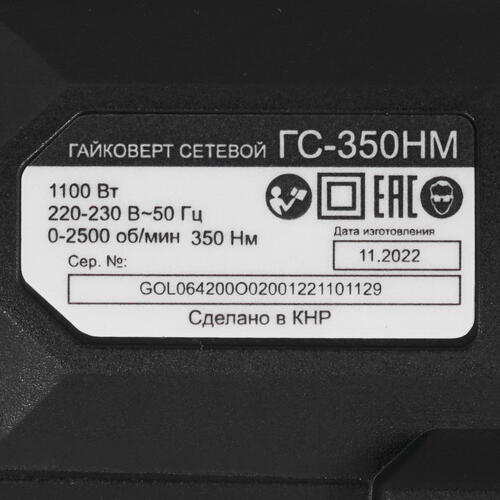 ГАЙКОВЕРТ СЕТЕВОЙ ГС-350НМ
1100 Вт
220-230 В~50 Гц
0-2500 об/мин 350 Нм
EAC
Дата изготовления
11.2022
Сер. №:
GOL064200O02001221101129
Сделано в КНР